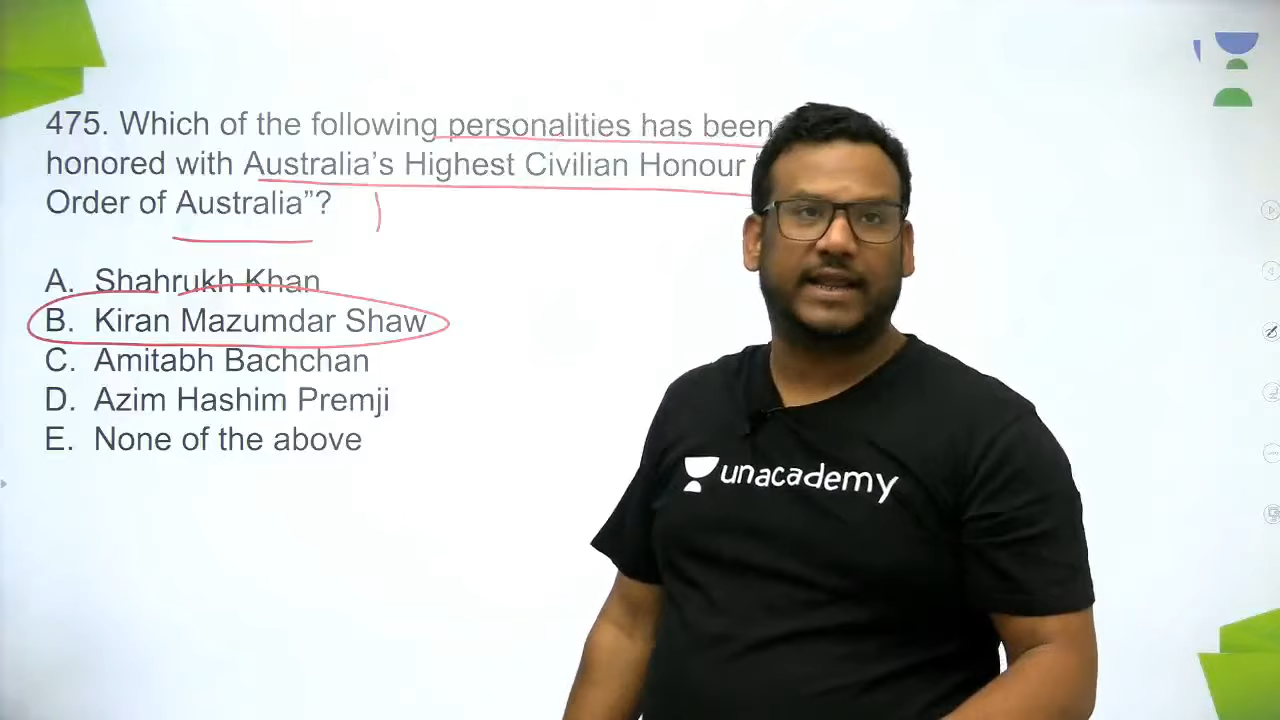 475. Which of the following personalities has been
honored with Australia’s Highest Civilian Honour
Order of Australia”?
A. Shahrukh Khan
B. Kiran Mazumdar Shaw
C. Amitabh Bachchan
D. Azim Hashim Premji
E. None of the above
unacademy